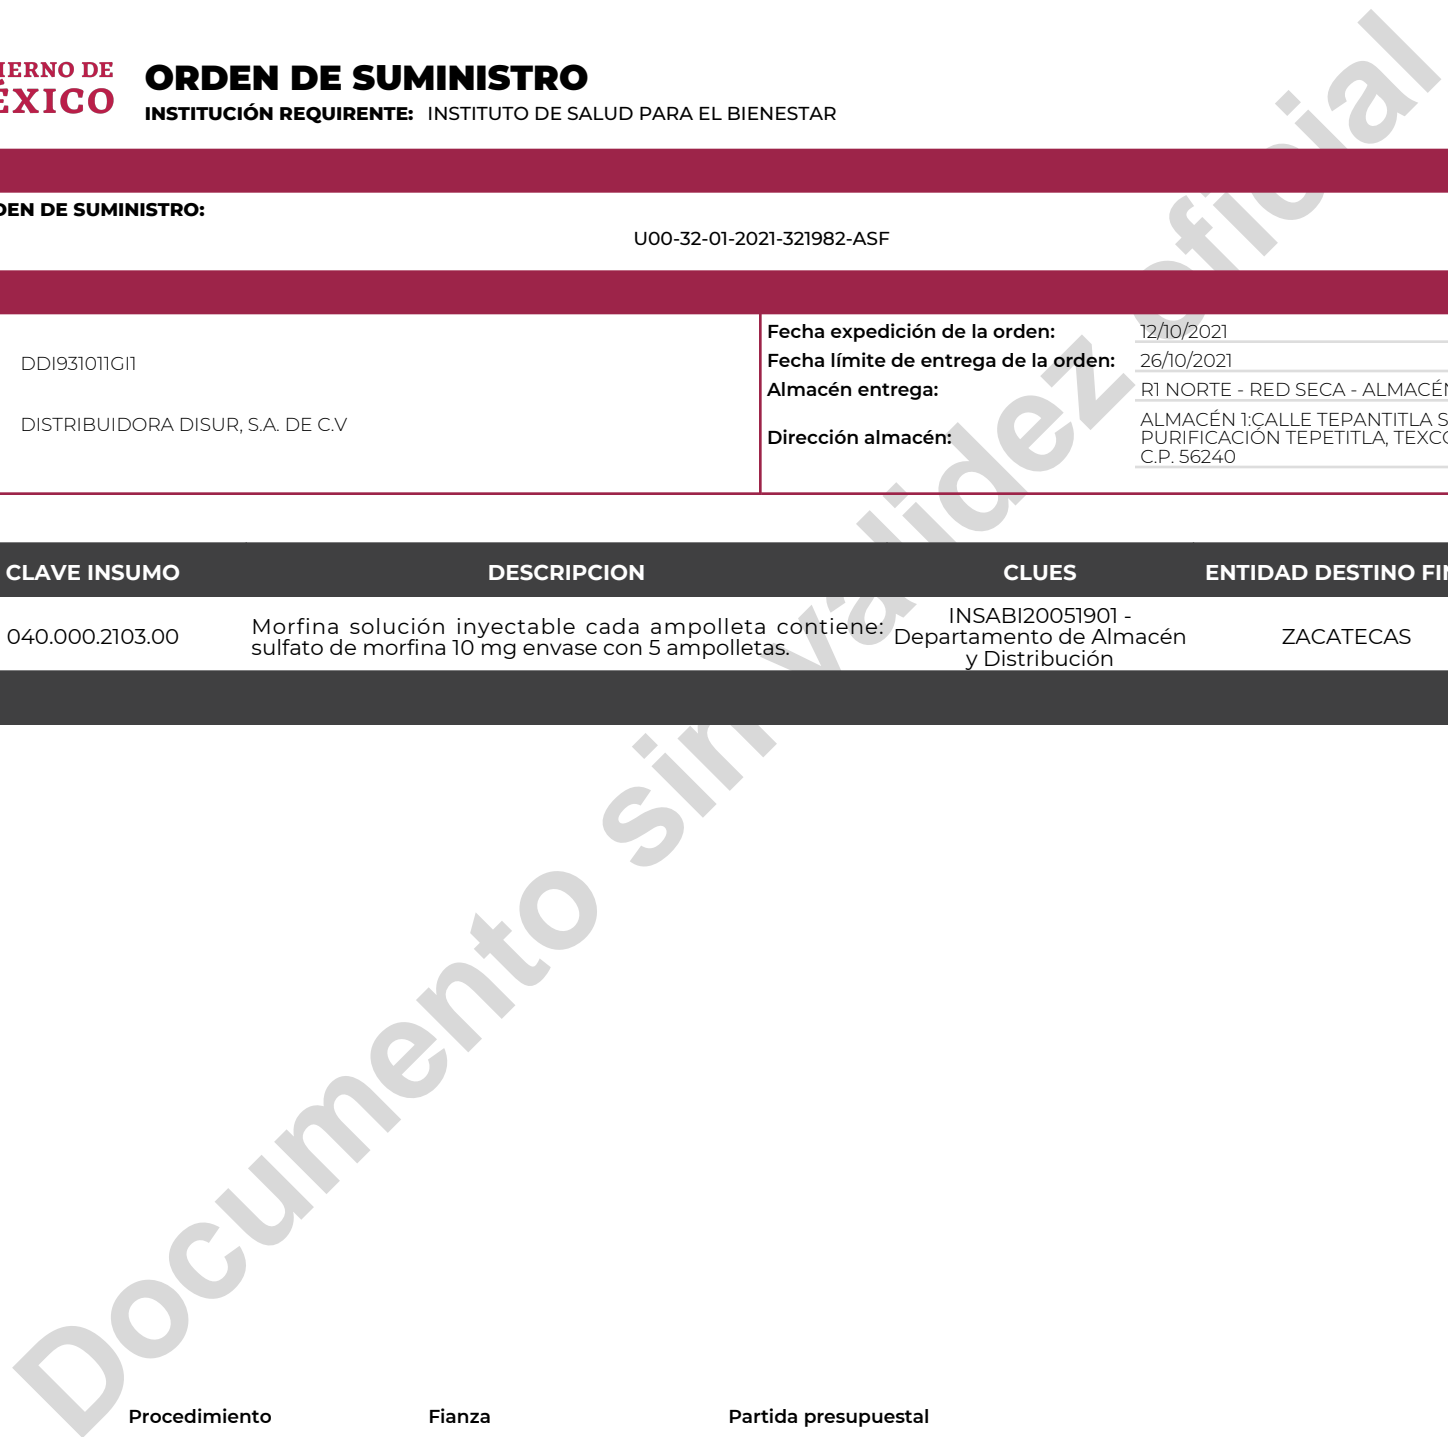 IERNO DE
ÉXICO
ORDEN DE SUMINISTRO
INSTITUCIÓN REQUIRENTE: INSTITUTO DE SALUD PARA EL BIENESTAR
DEN DE SUMINISTRO:
U00-32-01-2021-321982-ASF
DDI931011GI1
DISTRIBUIDORA DISUR, S.A. DE C.V
Fecha expedición de la orden: 12/10/2021
Fecha límite de entrega de la orden: 26/10/2021
Almacén entrega: R1 NORTE - RED SECA - ALMACÉN
Dirección almacén: ALMACÉN 1:CALLE TEPANTITLA S
PURIFICACIÓN TEPETITLA, TEXCO
C.P. 56240
CLAVE INSUMO DESCRIPCION CLUES ENTIDAD DESTINO FIN
040.000.2103.00
Morfina solución inyectable cada ampolleta contiene:
sulfato de morfina 10 mg envase con 5 ampolletas.
INSABI20051901 -
Departamento de Almacén
y Distribución
ZACATECAS
Documento sin validez oficial
Procedimiento Fianza Partida presupuestal